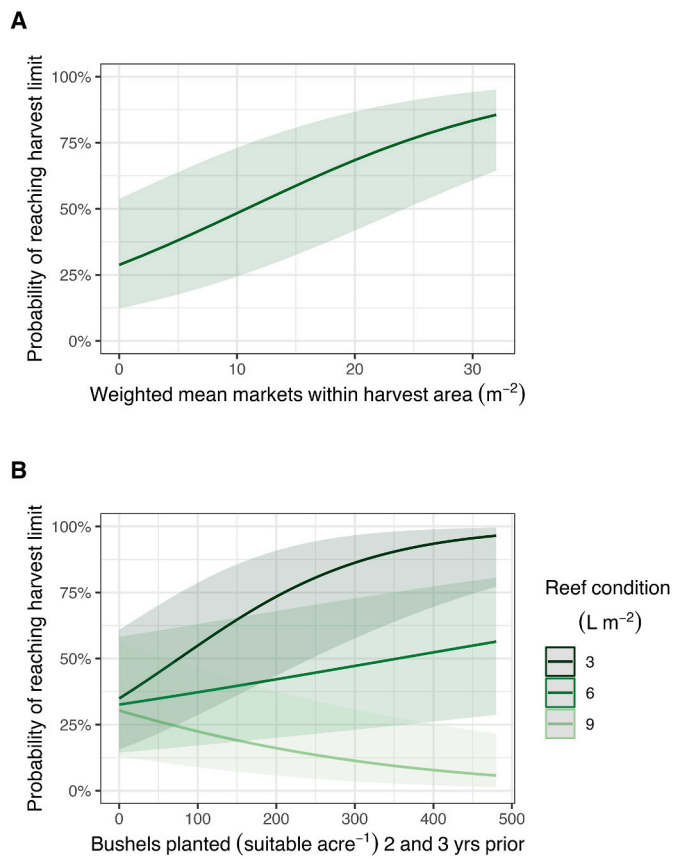 A
Probability of reaching harvest limit
100%
75%
50%
25%
0%
0 10 20 30
Weighted mean markets within harvest area (m⁻²)
B
Probability of reaching harvest limit
100%
75%
50%
25%
0%
0 100 200 300 400 500
Bushels planted (suitable acre⁻¹) 2 and 3 yrs prior
Reef condition
(L m⁻²)
3
6
9